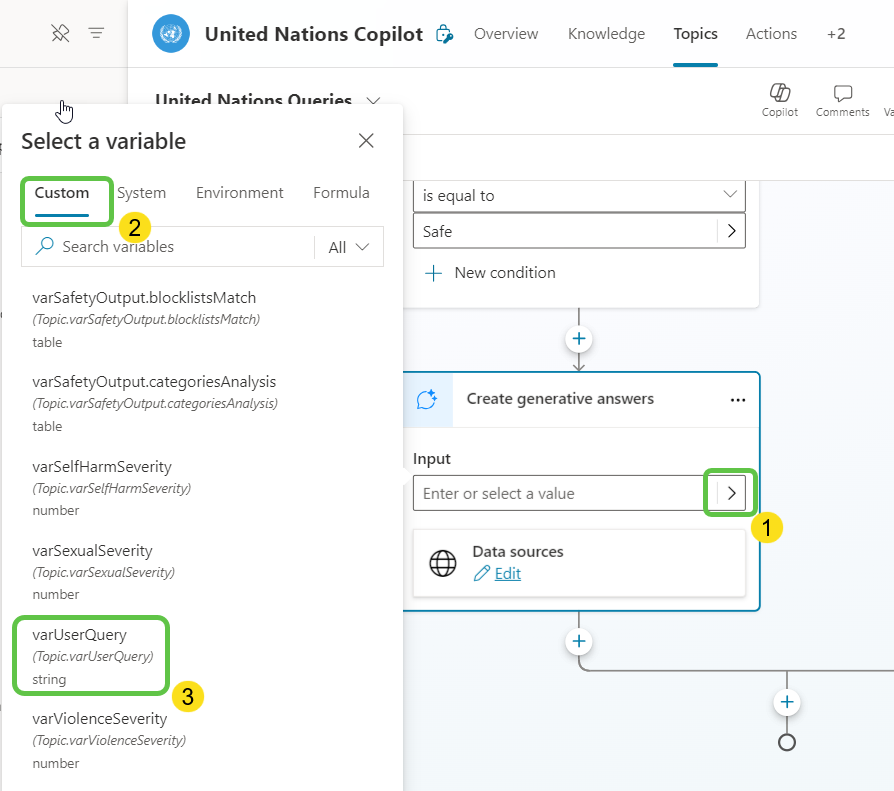 United Nations Copilot
Overview
Knowledge
Topics
Actions
+2
United Nations Queries
Copilot
Comments
Select a variable
Custom
System
Environment
Formula
2
Search variables
All
varSafetyOutput.blocklistsMatch
(Topic.varSafetyOutput.blocklistsMatch)
table
varSafetyOutput.categoriesAnalysis
(Topic.varSafetyOutput.categoriesAnalysis)
table
varSelfHarmSeverity
(Topic.varSelfHarmSeverity)
number
varSexualSeverity
(Topic.varSexualSeverity)
number
varUserQuery
(Topic.varUserQuery)
string
3
varViolenceSeverity
(Topic.varViolenceSeverity)
number
is equal to
Safe
New condition
Create generative answers
Input
Enter or select a value
1
Data sources
Edit